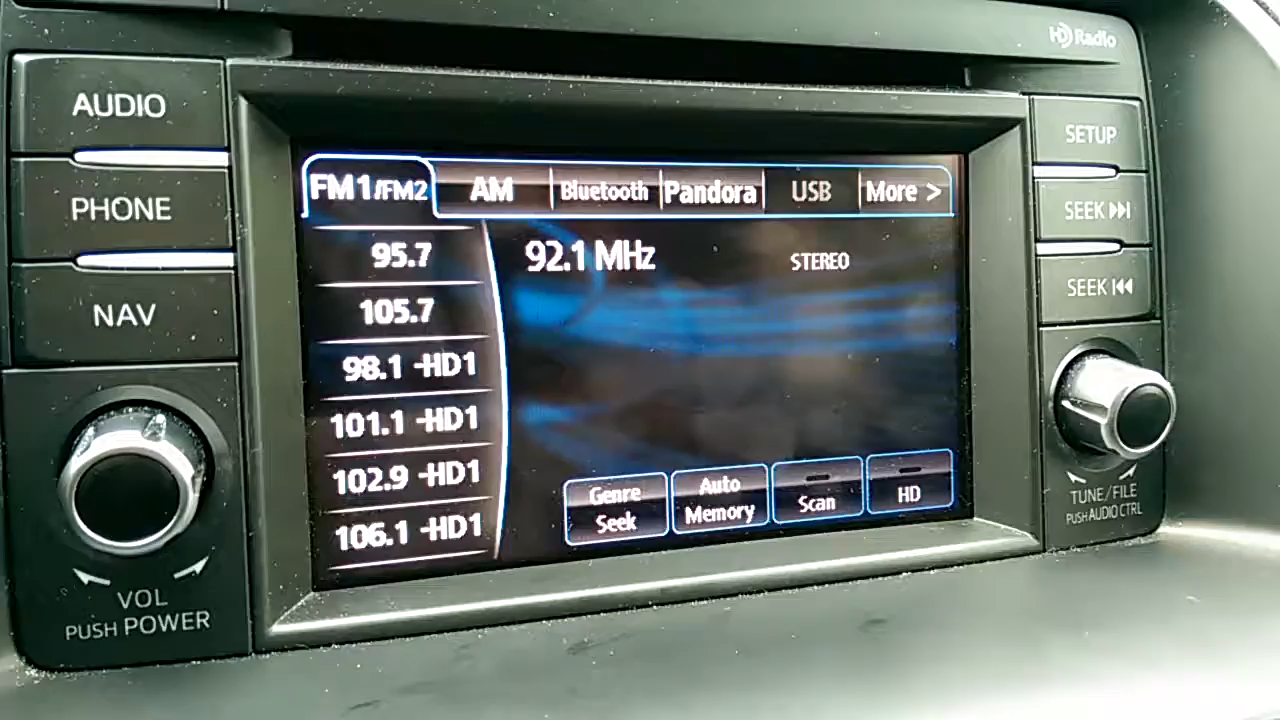 HD Radio
AUDIO
PHONE
NAV
VOL
PUSH POWER
FM1/FM2 AM Bluetooth Pandora USB More >
95.7
105.7
98.1 -HD1
101.1 -HD1
102.9 -HD1
106.1 -HD1
92.1 MHz STEREO
Genre
Seek
Auto
Memory
Scan
HD
SETUP
SEEK
SEEK
TUNE/FILE
PUSH AUDIO CTRL